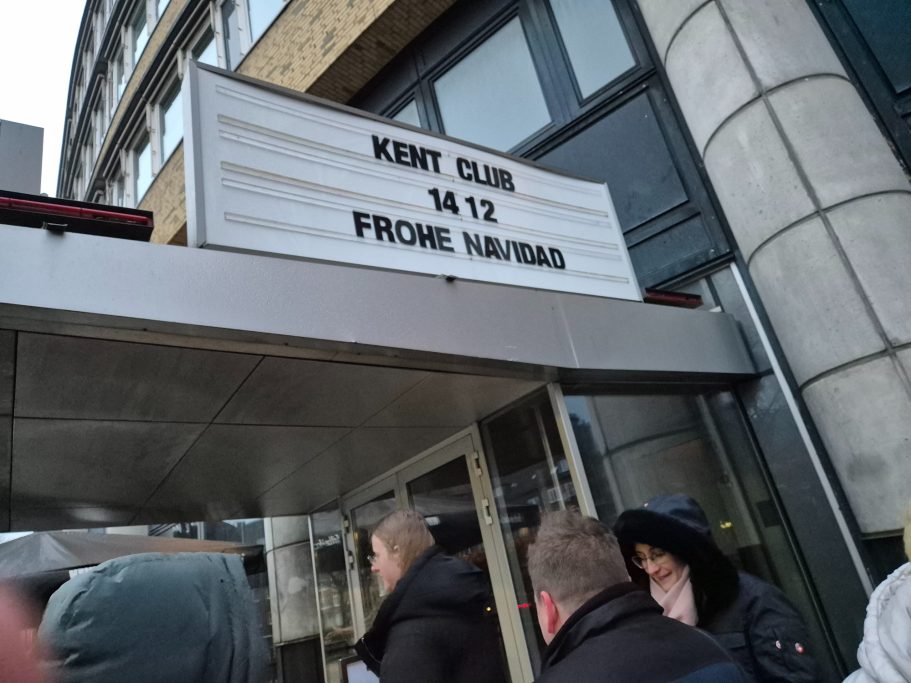 KENT CLUB
14 12
FROHE NAVIDAD